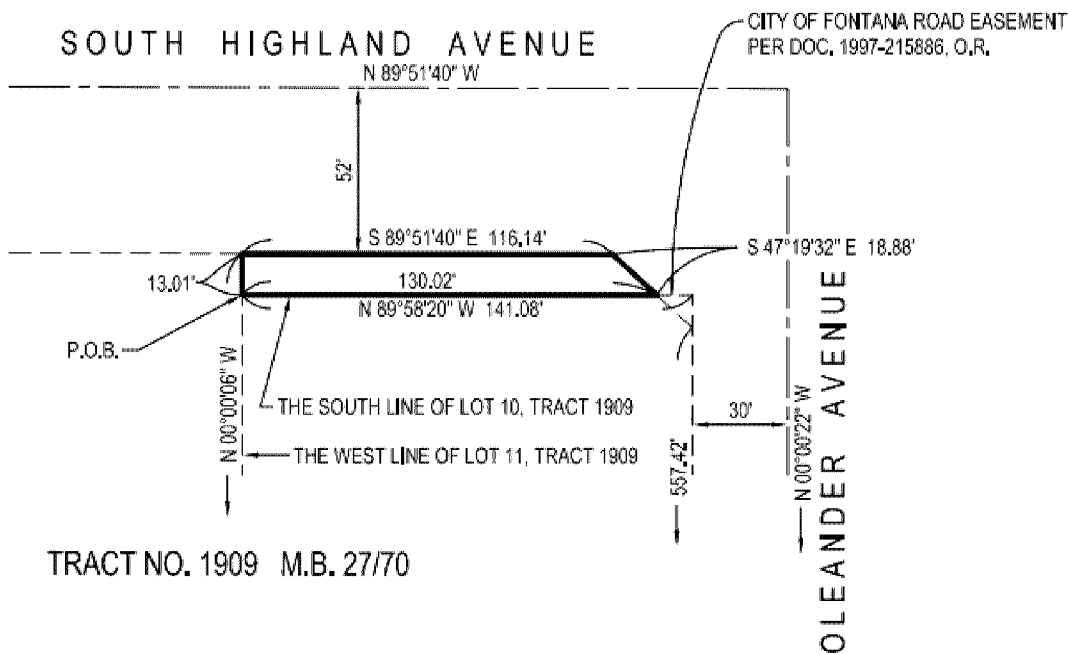 CITY OF FONTANA ROAD EASEMENT
PER DOC. 1997-215886, O.R.
SOUTH HIGHLAND AVENUE
N 89°51'40" W
52'
S 89°51'40" E 116.14'
S 47°19'32" E 18.88'
13.01'
130.02'
N 89°58'20" W 141.08'
P.O.B.
N 00°00'06" W
THE SOUTH LINE OF LOT 10, TRACT 1909
THE WEST LINE OF LOT 11, TRACT 1909
30'
557.42'
N 00°00'22" W
OLEANDER AVENUE
TRACT NO. 1909 M.B. 27/70